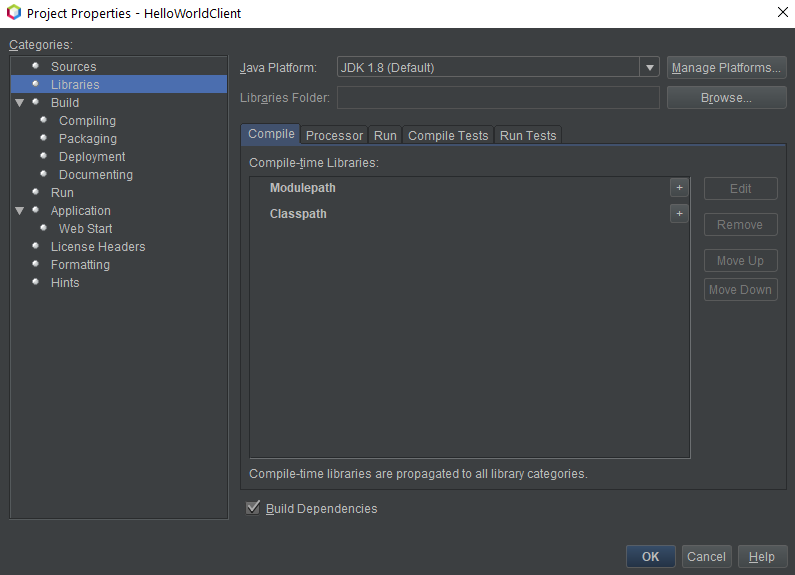 Project Properties - HelloWorldClient
Categories:
Sources
Libraries
Build
Compiling
Packaging
Deployment
Documenting
Run
Application
Web Start
License Headers
Formatting
Hints
Java Platform: JDK 1.8 (Default) Manage Platforms...
Libraries Folder: Browse...
Compile Processor Run Compile Tests Run Tests
Compile-time Libraries:
Modulepath + Edit
Classpath + Remove
Move Up
Move Down
Compile-time libraries are propagated to all library categories.
Build Dependencies
OK Cancel Help